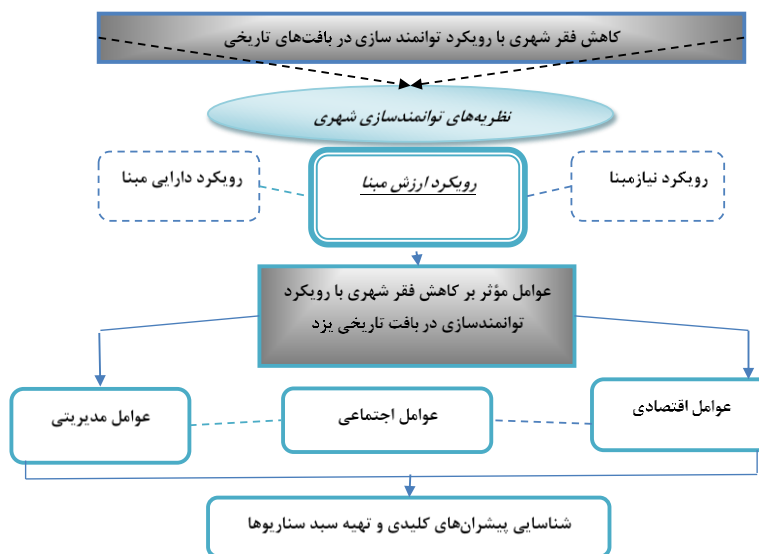 کاهش فقر شهری با رویکرد توانمند سازی در بافت‌های تاریخی
نظریه‌های توانمندسازی شهری
رویکرد نیازمبنا
رویکرد ارزش مبنا
رویکرد دارایی مبنا
عوامل مؤثر بر کاهش فقر شهری با رویکرد
توانمندسازی در بافت تاریخی یزد
عوامل اقتصادی
عوامل اجتماعی
عوامل مدیریتی
شناسایی پیشران‌های کلیدی و تهیه سبد سناریوها